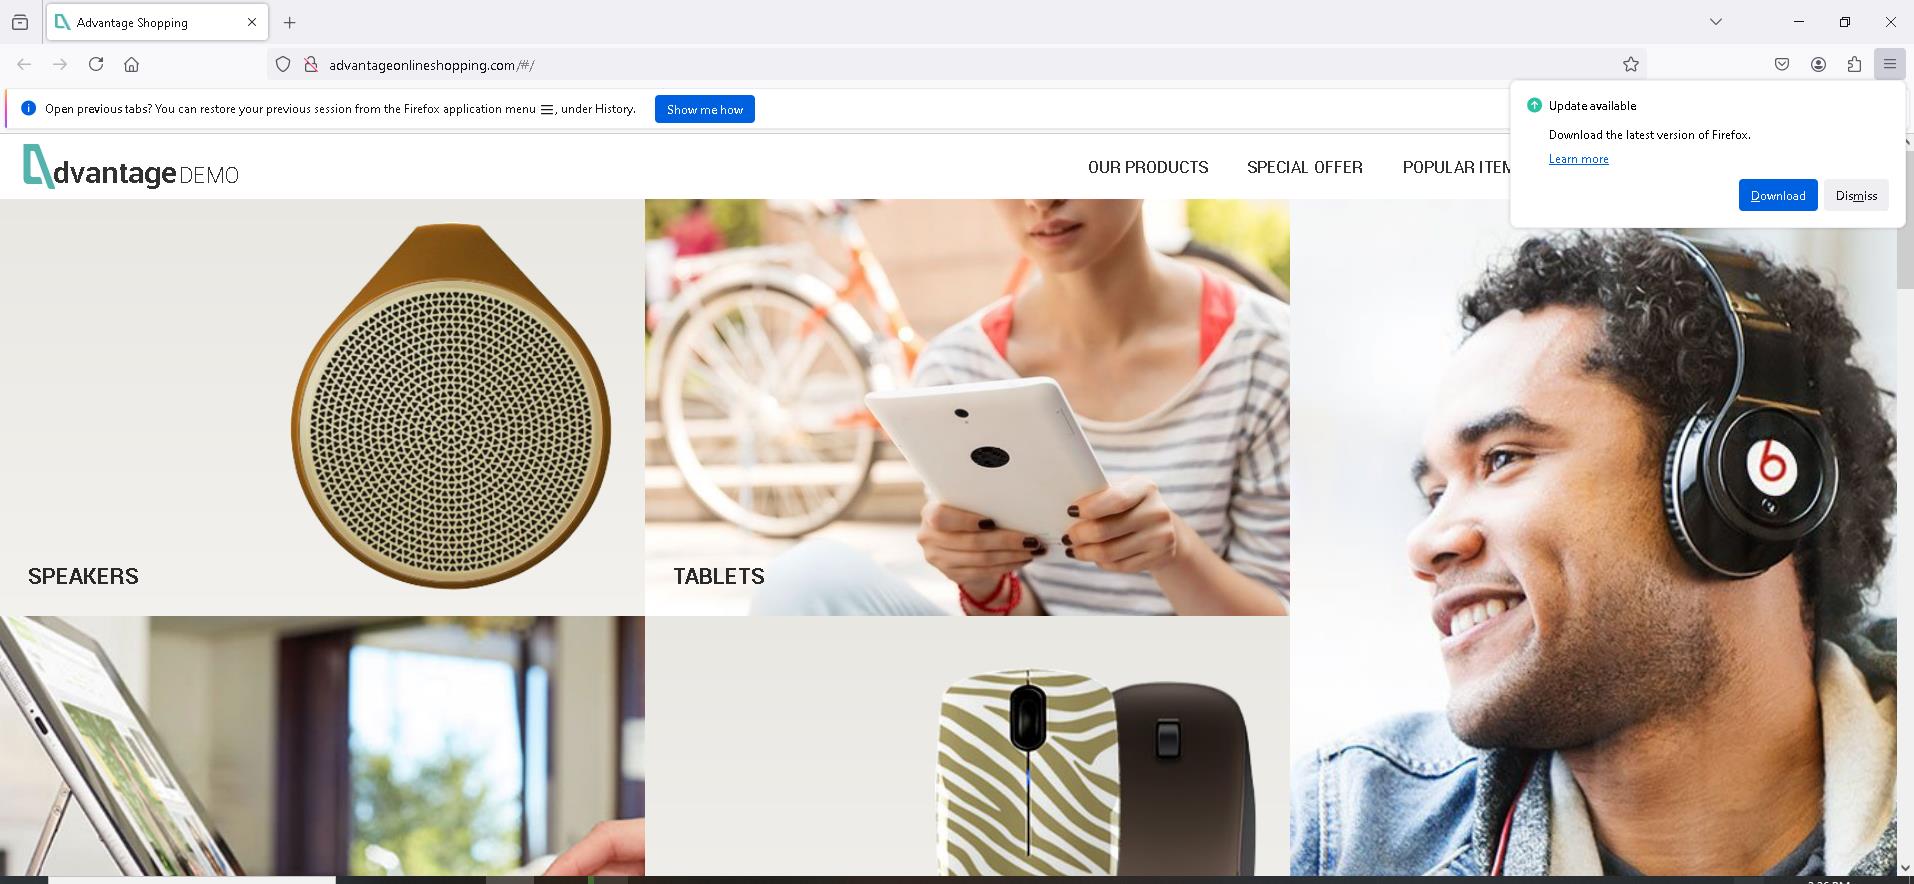 Advantage Shopping
advantageonlineshopping.com/#/
Open previous tabs? You can restore your previous session from the Firefox application menu ☰, under History.
Show me how
Update available
Download the latest version of Firefox.
Learn more
Download
Dismiss
dvantage DEMO
OUR PRODUCTS
SPECIAL OFFER
POPULAR ITEM
SPEAKERS
TABLETS
b